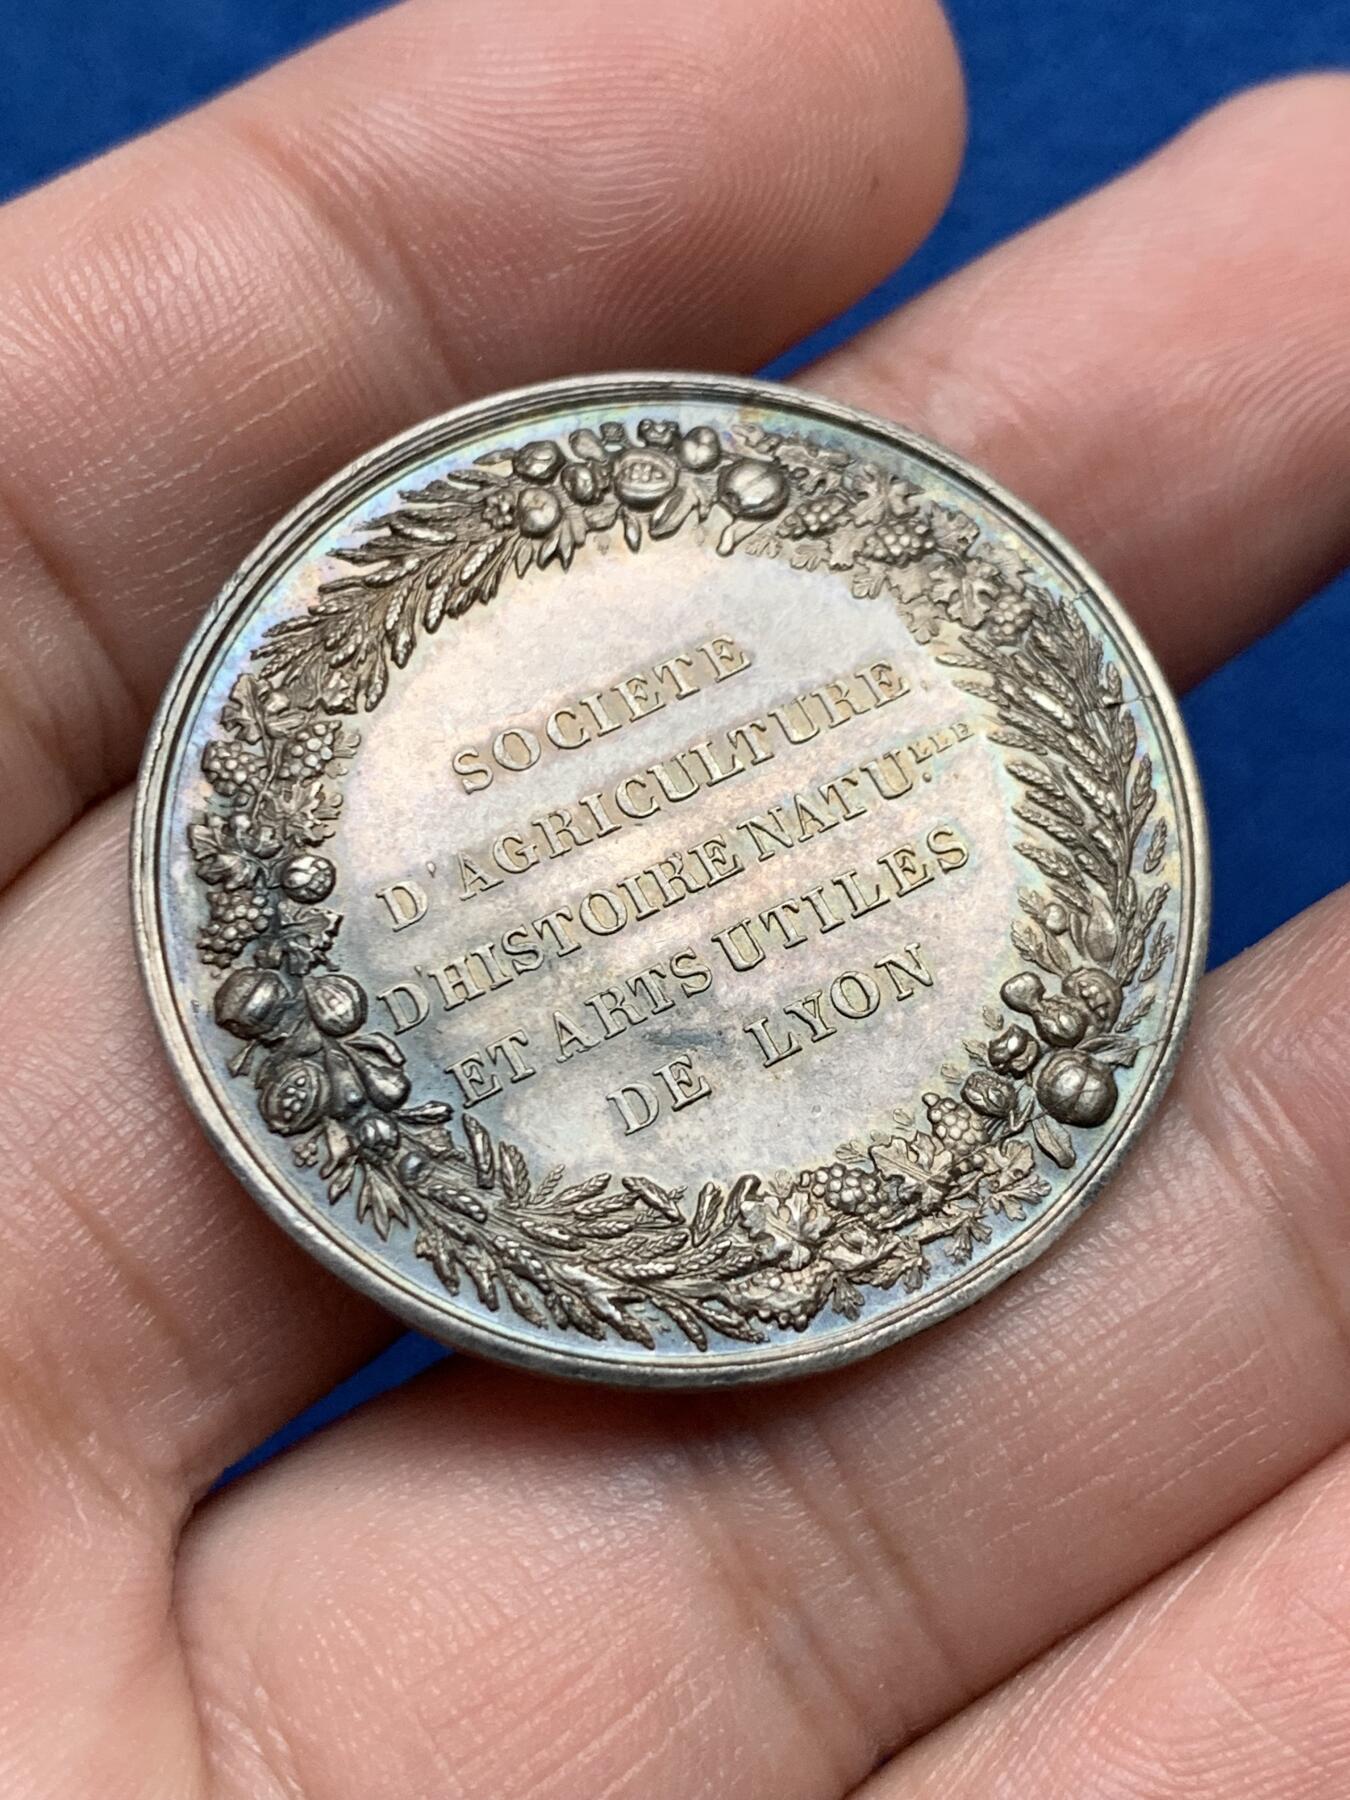 SOCIETE
D'AGRICULTURE
D'HISTOIRE NATU.LLE
ET ARTS UTILES
DE LYON